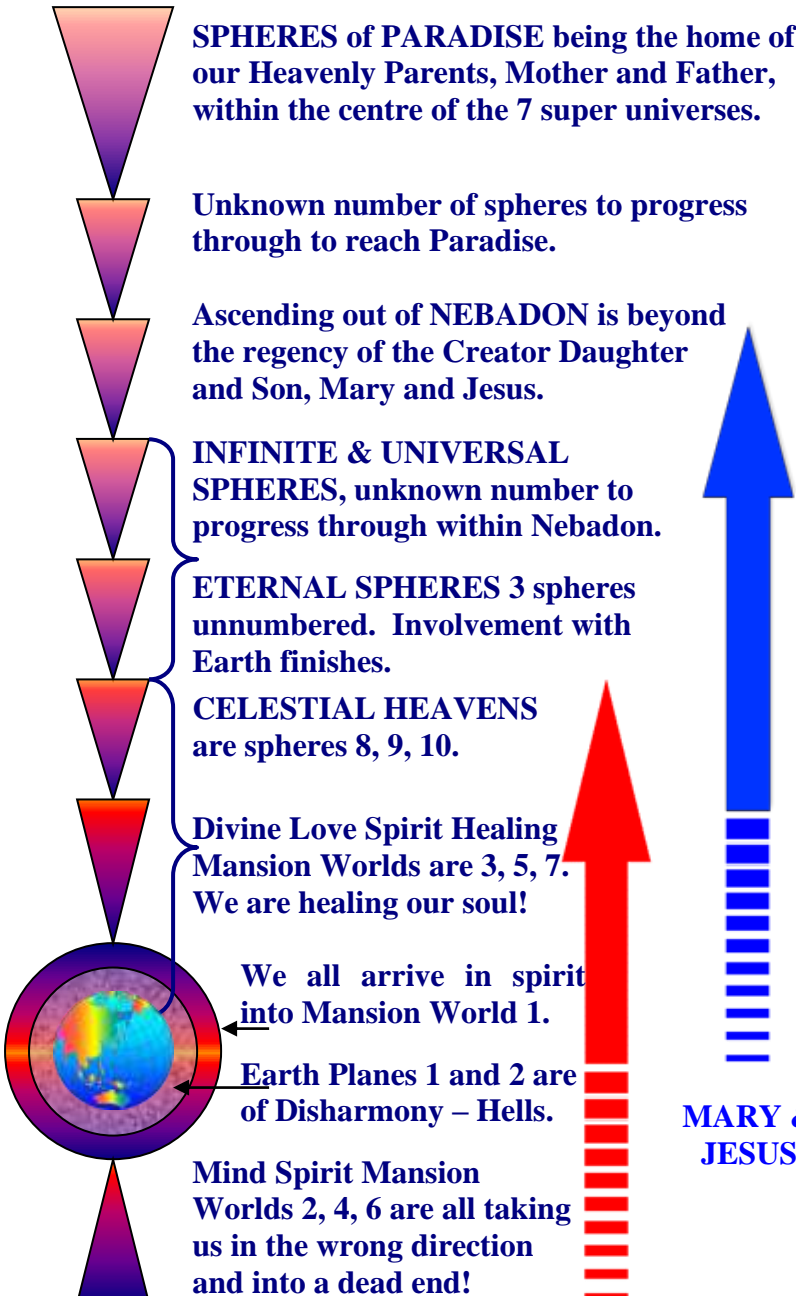 SPHERES of PARADISE being the home of
our Heavenly Parents, Mother and Father,
within the centre of the 7 super universes.
Unknown number of spheres to progress
through to reach Paradise.
Ascending out of NEBADON is beyond
the regency of the Creator Daughter
and Son, Mary and Jesus.
INFINITE & UNIVERSAL
SPHERES, unknown number to
progress through within Nebadon.
ETERNAL SPHERES 3 spheres
unnumbered. Involvement with
Earth finishes.
CELESTIAL HEAVENS
are spheres 8, 9, 10.
Divine Love Spirit Healing
Mansion Worlds are 3, 5, 7.
We are healing our soul!
We all arrive in spirit
into Mansion World 1.
Earth Planes 1 and 2 are
of Disharmony – Hells.
MARY
JESUS
Mind Spirit Mansion
Worlds 2, 4, 6 are all taking
us in the wrong direction
and into a dead end!